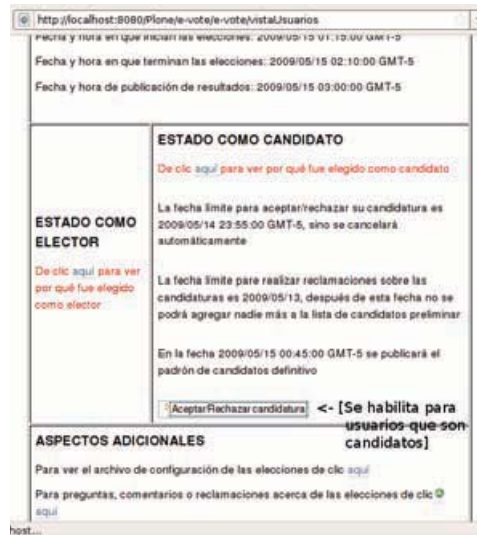 http://localhost:8080/Plone/e-vote/e-vote/vistaUsuarios
Fecha y hora en que inician las elecciones: 2009/05/15 01:15:00 GMT-5
Fecha y hora en que terminan las elecciones: 2009/05/15 02:10:00 GMT-5
Fecha y hora de publicación de resultados: 2009/05/15 03:00:00 GMT-5
ESTADO COMO
ELECTOR
De clic aquí para ver
por qué fue elegido
como elector
ESTADO COMO CANDIDATO
De clic aquí para ver por qué fue elegido como candidato
La fecha límite para aceptar/rechazar su candidatura es
2009/05/14 23:55:00 GMT-5, sino se cancelará
automáticamente
La fecha límite pare realizar reclamaciones sobre las
candidaturas es 2009/05/13, después de esta fecha no se
podrá agregar nadie más a la lista de candidatos preliminar
En la fecha 2009/05/15 00:45:00 GMT-5 se publicará el
padrón de candidatos definitivo
Aceptar/Rechazar candidatura <- [Se habilita para
usuarios que son
candidatos]
ASPECTOS ADICIONALES
Para ver el archivo de configuración de las elecciones de clic aquí
Para preguntas, comentarios o reclamaciones acerca de las elecciones de clic
aquí
host...